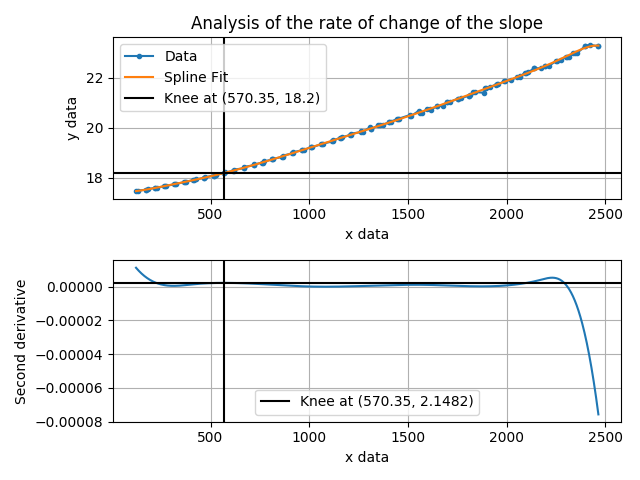 Analysis of the rate of change of the slope
Data
Spline Fit
Knee at (570.35, 18.2)
y data
22
20
18
500 1000 1500 2000 2500
x data
Second derivative
0.00000
−0.00002
−0.00004
−0.00006
−0.00008
Knee at (570.35, 2.1482)
500 1000 1500 2000 2500
x data